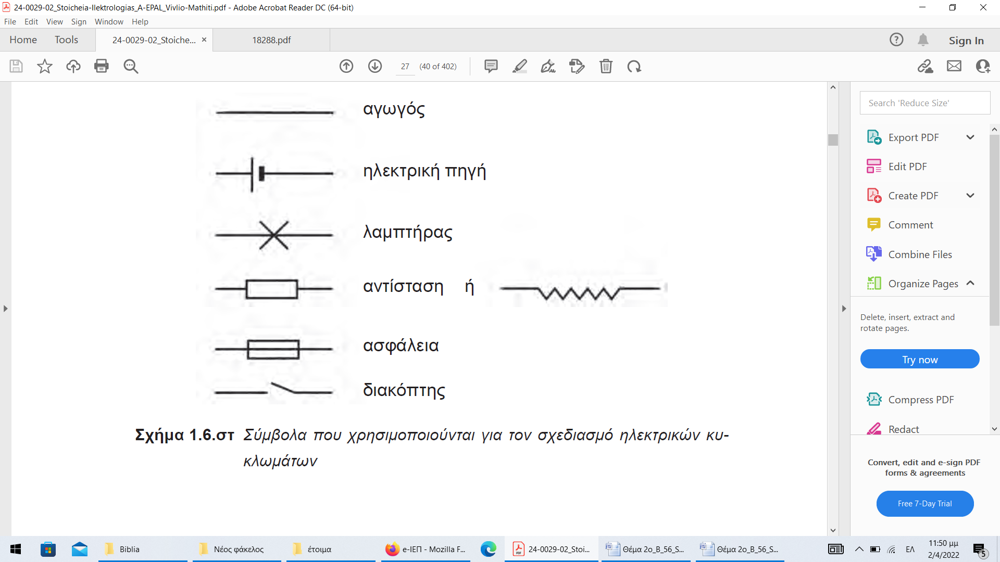 24-0029-02_Stoicheia-Ilektrologias_A-EPAL_Vivlio-Mathiti.pdf - Adobe Acrobat Reader DC (64-bit)
File Edit View Sign Window Help
Home Tools 24-0029-02_Stoiche... × 18288.pdf Sign In
27 (40 of 402)
αγωγός
ηλεκτρική πηγή
λαμπτήρας
αντίσταση ή
ασφάλεια
διακόπτης
Σχήμα 1.6.στ Σύμβολα που χρησιμοποιούνται για τον σχεδιασμό ηλεκτρικών κυ-
κλωμάτων
Search 'Reduce Size'
Export PDF
Edit PDF
Create PDF
Comment
Combine Files
Organize Pages
Delete, insert, extract and
rotate pages.
Try now
Compress PDF
Redact
Convert, edit and e-sign PDF
forms & agreements
Free 7-Day Trial
Biblia Νέος φάκελος έτοιμα e-ΙΕΠ - Mozilla F... 24-0029-02_Stoi... Θέμα 2ο_Β_56_S... Θέμα 2ο_Β_56_S... ΕΛ 11:50 μμ
2/4/2022 5